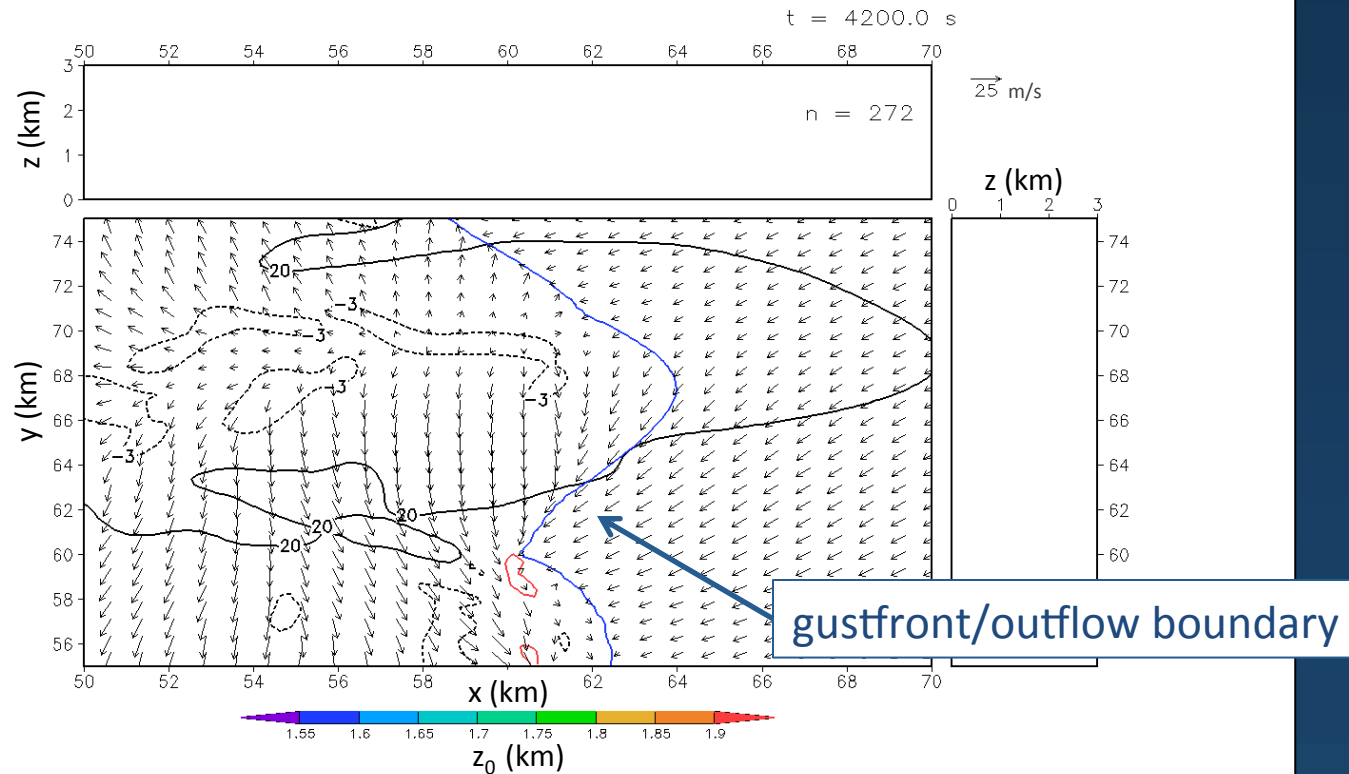 t = 4200.0 s
50 52 54 56 58 60 62 64 66 68 70
3
2
1
0
z (km)
n = 272
25 m/s
z (km)
0 1 2 3
74
72
70
68
66
64
62
60
58
56
y (km)
20
-3
-3
-3
-3
-3
20
20
20
74
72
70
68
66
64
62
60
gustfront/outflow boundary
50 52 54 56 58 60 62 64 66 68 70
x (km)
1.55 1.6 1.65 1.7 1.75 1.8 1.85 1.9
z0 (km)